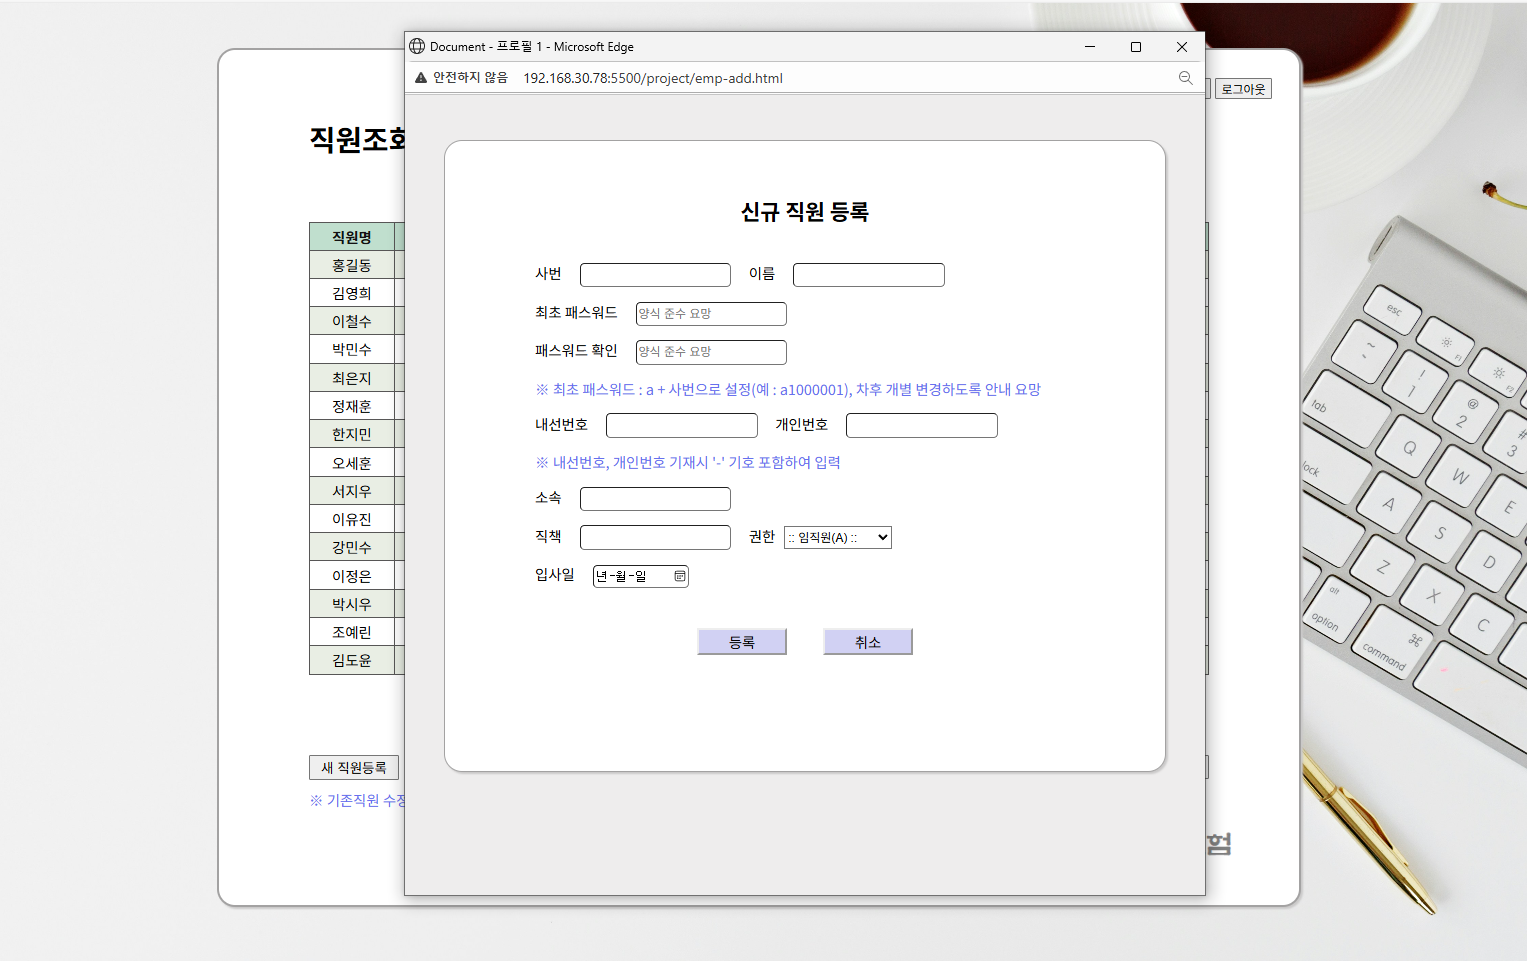 Document - 프로필 1 - Microsoft Edge
안전하지 않음 192.168.30.78:5500/project/emp-add.html
로그아웃
직원조회
신규 직원 등록
사번 이름
최초 패스워드 양식 준수 요망
패스워드 확인 양식 준수 요망
※ 최초 패스워드 : a + 사번으로 설정(예 : a1000001), 차후 개별 변경하도록 안내 요망
내선번호 개인번호
※ 내선번호, 개인번호 기재시 '-' 기호 포함하여 입력
소속
직책 권한 :: 임직원(A) ::
입사일 년-월-일
등록 취소
직원명
홍길동
김영희
이철수
박민수
최은지
정재훈
한지민
오세훈
서지우
이유진
강민수
이정은
박시우
조예린
김도윤
새 직원등록
※ 기존직원 수정
험
esc
F1
F2
~
! 1
@ 2
# 3
tab
Q
W
E
lock
A
S
D
Z
X
C
alt option
⌘ command